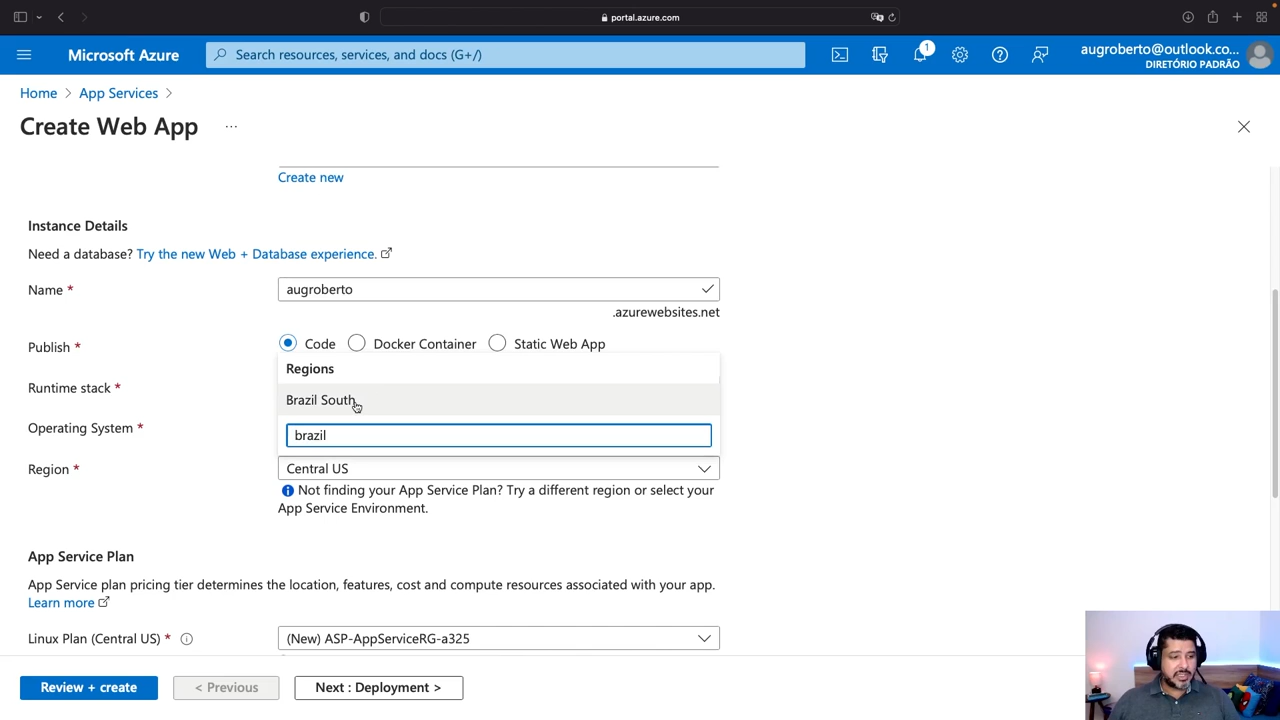 portal.azure.com
Microsoft Azure
Search resources, services, and docs (G+/)
1
augroberto@outlook.co...
DIRETÓRIO PADRÃO
Home > App Services >
Create Web App ...
Create new
Instance Details
Need a database? Try the new Web + Database experience.
Name *
augroberto
.azurewebsites.net
Publish *
Code
Docker Container
Static Web App
Regions
Runtime stack *
Brazil South
Operating System *
brazil
Region *
Central US
Not finding your App Service Plan? Try a different region or select your
App Service Environment.
App Service Plan
App Service plan pricing tier determines the location, features, cost and compute resources associated with your app.
Learn more
Linux Plan (Central US) *
(New) ASP-AppServiceRG-a325
Review + create
< Previous
Next : Deployment >